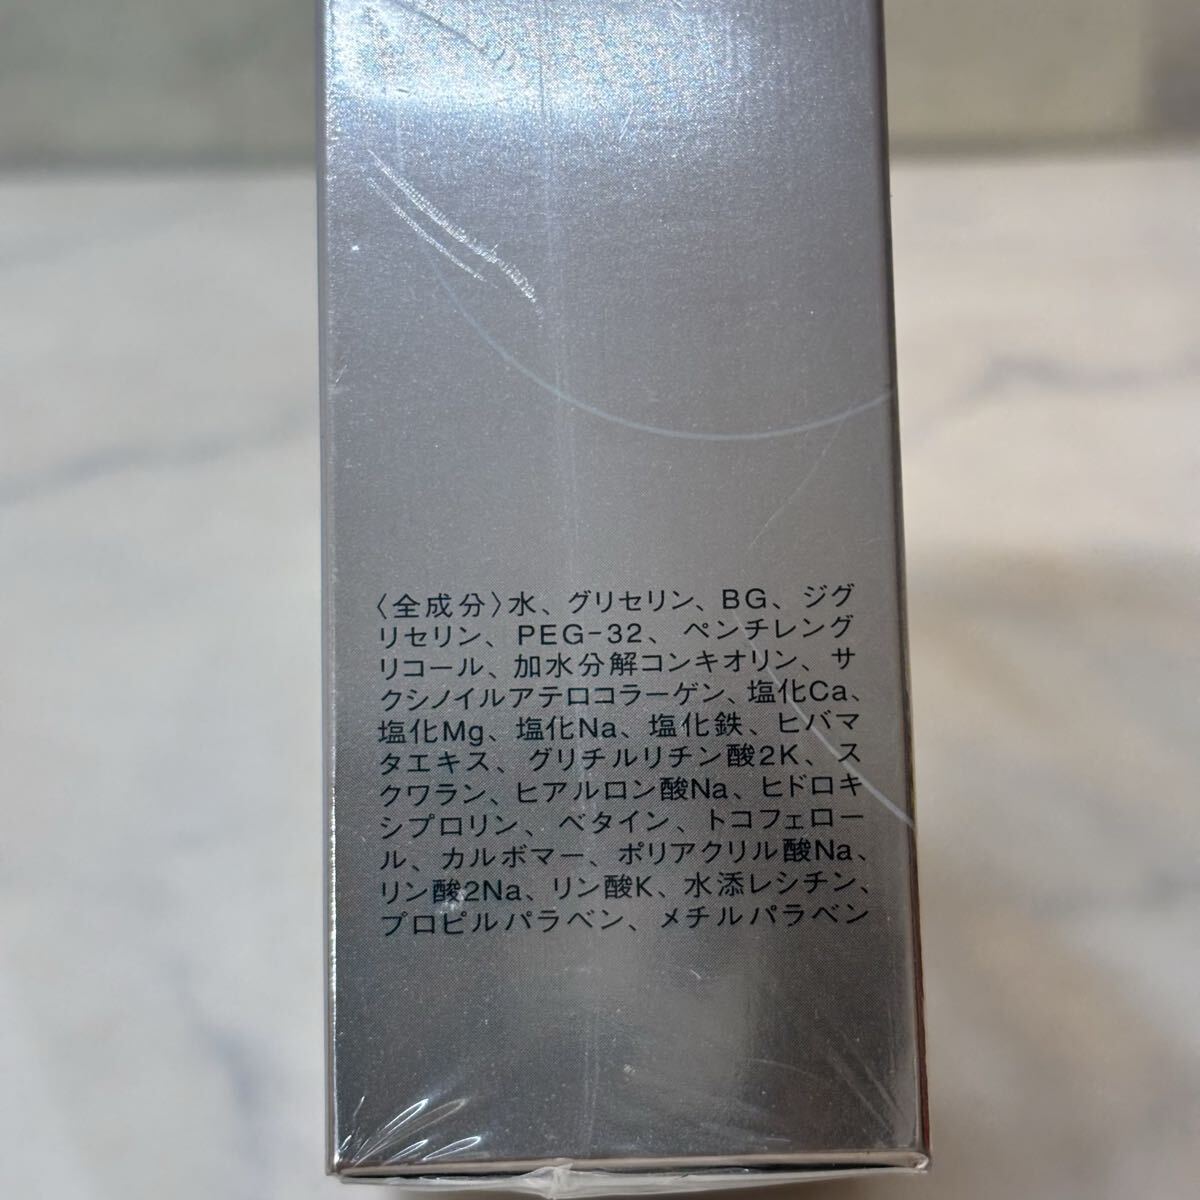 〈全成分〉水、グリセリン、BG、ジグ
リセリン、PEG-32、ペンチレング
リコール、加水分解コンキオリン、サ
クシノイルアテロコラーゲン、塩化Ca、
塩化Mg、塩化Na、塩化鉄、ヒバマ
タエキス、グリチルリチン酸2K、ス
クワラン、ヒアルロン酸Na、ヒドロキ
シプロリン、ベタイン、トコフェロー
ル、カルボマー、ポリアクリル酸Na、
リン酸2Na、リン酸K、水添レシチン、
プロピルパラベン、メチルパラベン